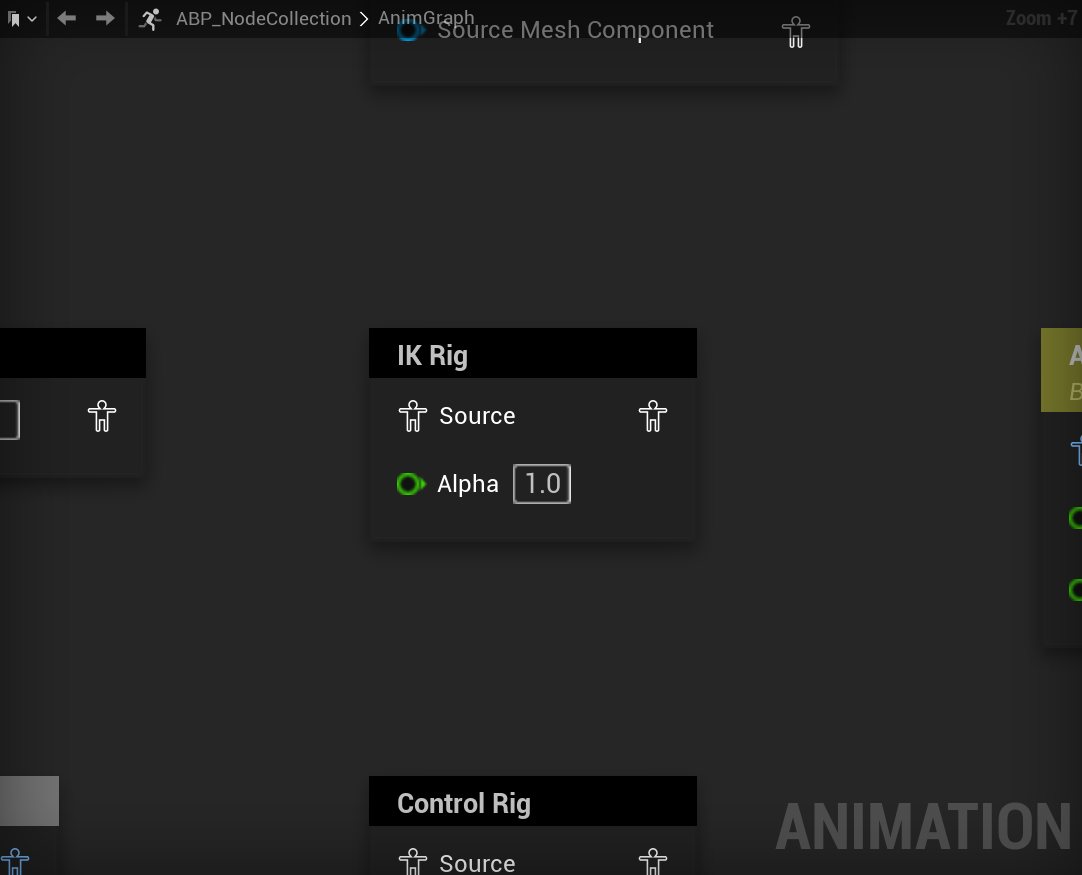 ABP_NodeCollection
AnimGraph
Zoom +7
Source Mesh Component
IK Rig
Source
Alpha 1.0
A
B
Control Rig
Source
ANIMATION